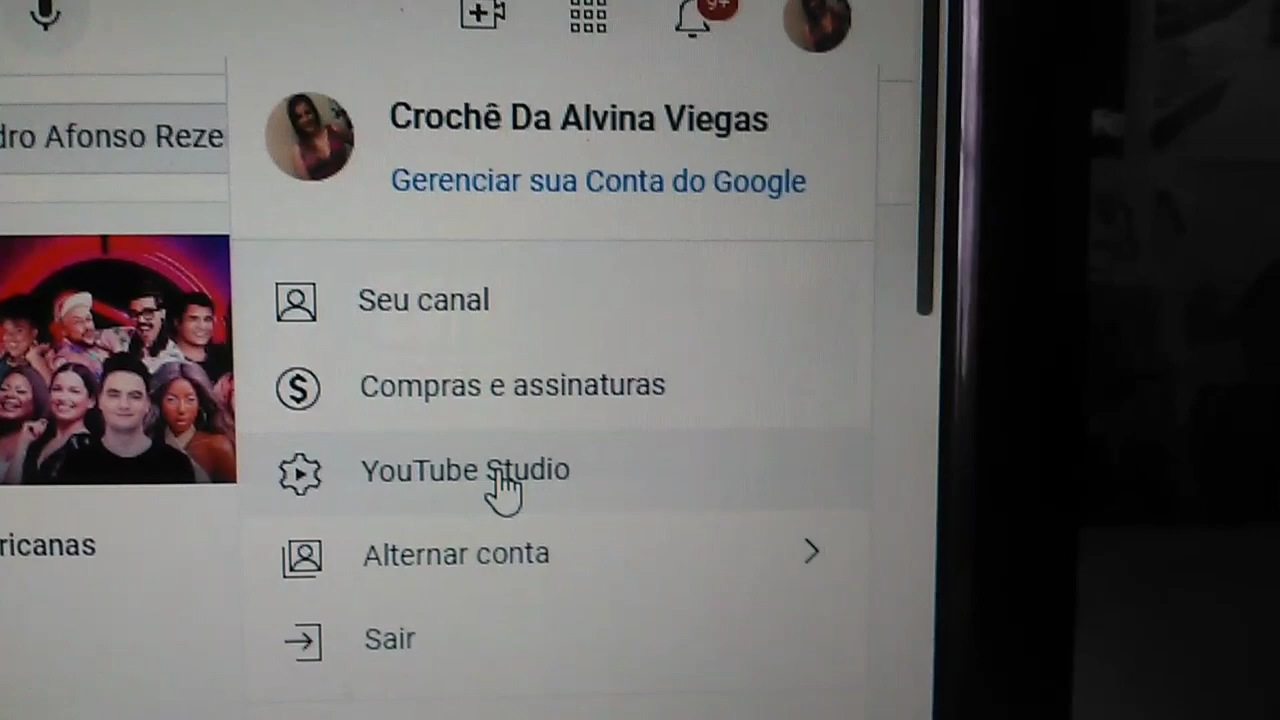 9+
Crochê Da Alvina Viegas
dro Afonso Reze
Gerenciar sua Conta do Google
Seu canal
Compras e assinaturas
YouTube Studio
ricanas
Alternar conta
Sair